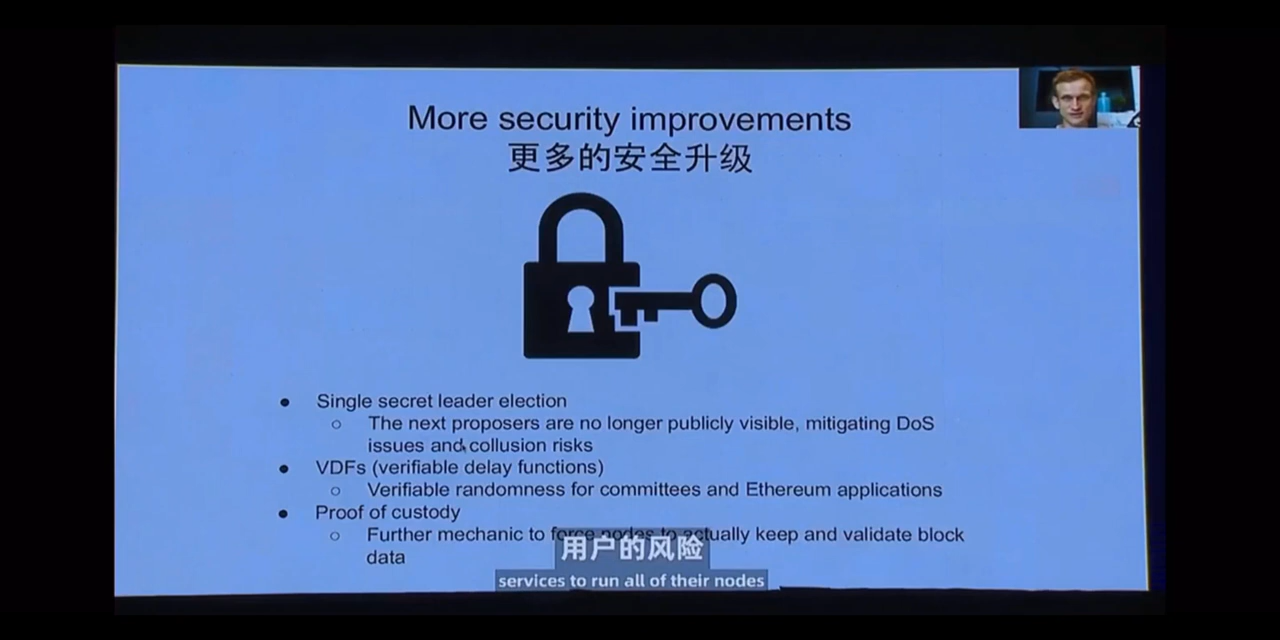 More security improvements
更多的安全升级
● Single secret leader election
○ The next proposers are no longer publicly visible, mitigating DoS
issues and collusion risks
● VDFs (verifiable delay functions)
○ Verifiable randomness for committees and Ethereum applications
● Proof of custody
○ Further mechanic to force nodes to actually keep and validate block
data
用户的风险
services to run all of their nodes